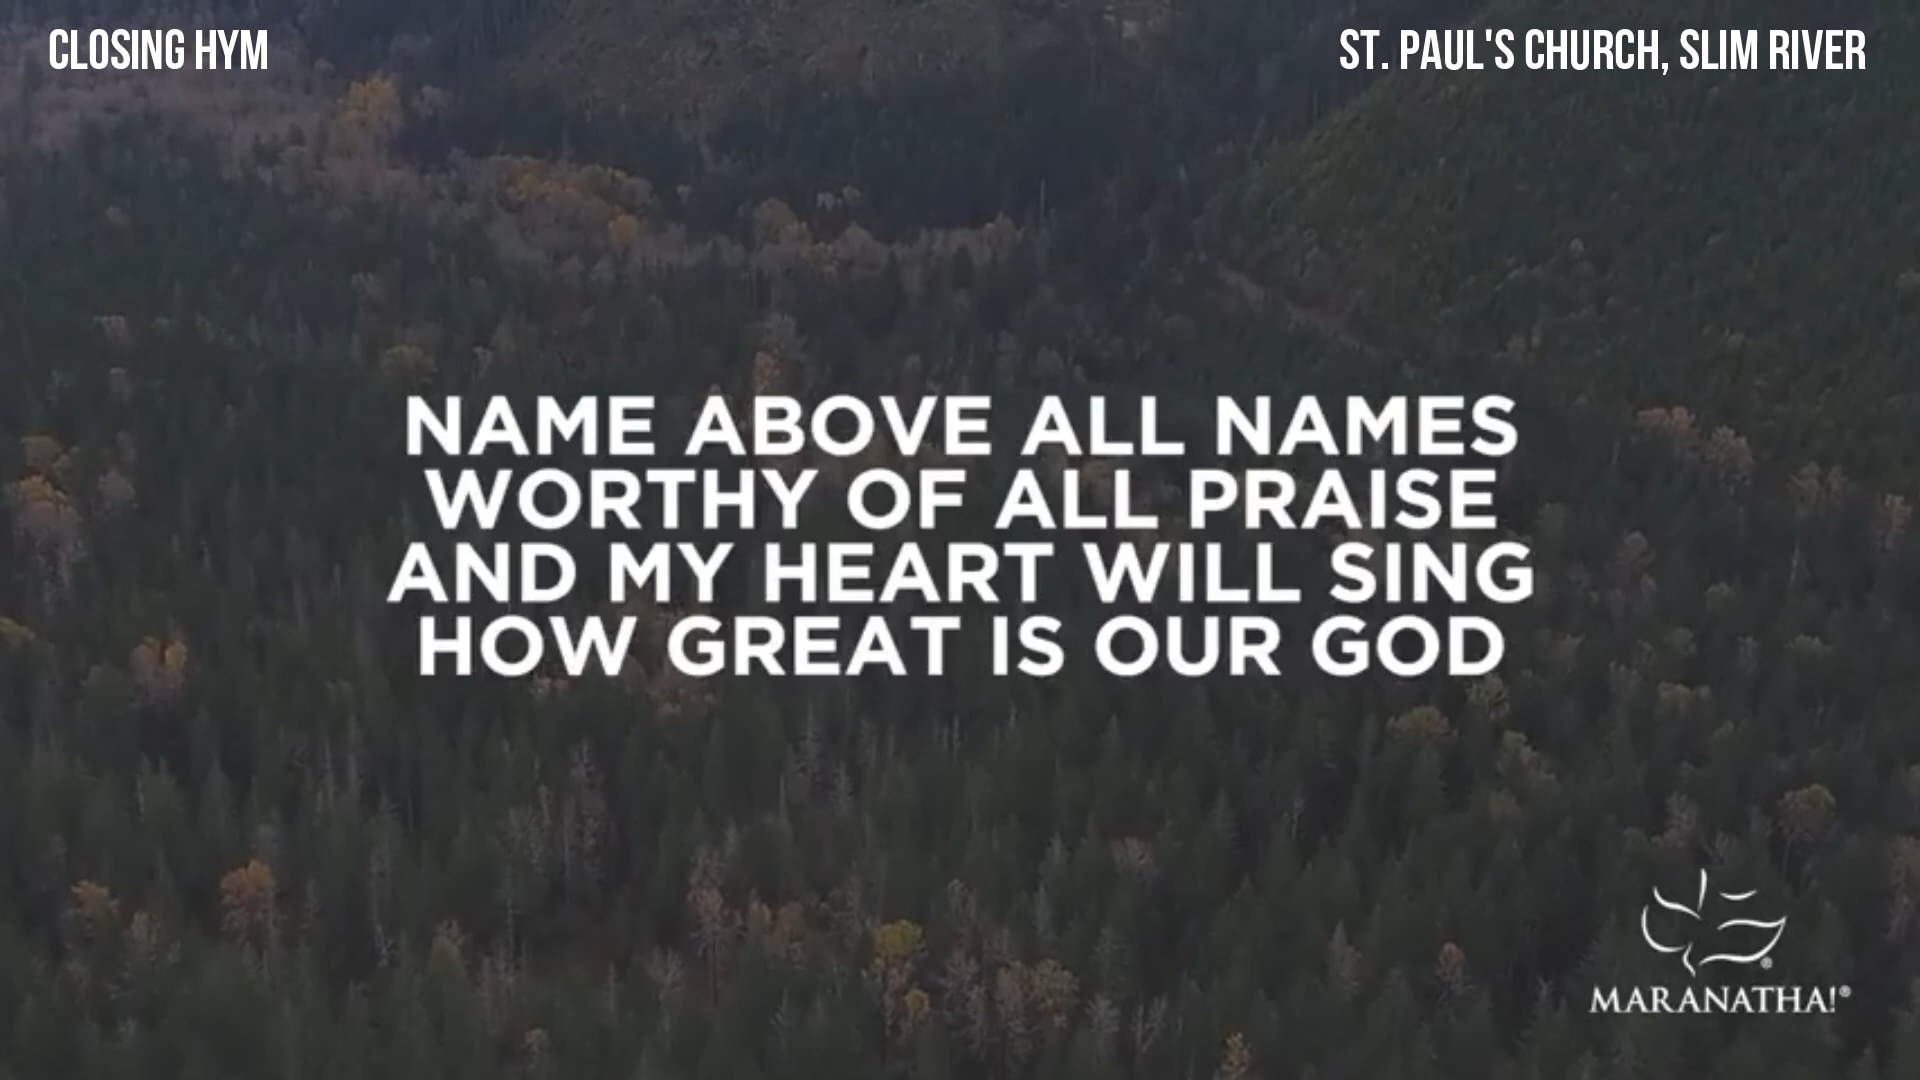 CLOSING HYM
ST. PAUL'S CHURCH, SLIM RIVER
NAME ABOVE ALL NAMES
WORTHY OF ALL PRAISE
AND MY HEART WILL SING
HOW GREAT IS OUR GOD
MARANATHA!®